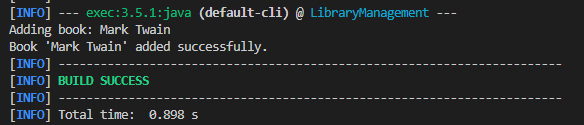 [INFO] --- exec:3.5.1:java (default-cli) @ LibraryManagement ---
Adding book: Mark Twain
Book 'Mark Twain' added successfully.
[INFO] ------------------------------------------------------------------------
[INFO] BUILD SUCCESS
[INFO] ------------------------------------------------------------------------
[INFO] Total time:  0.898 s